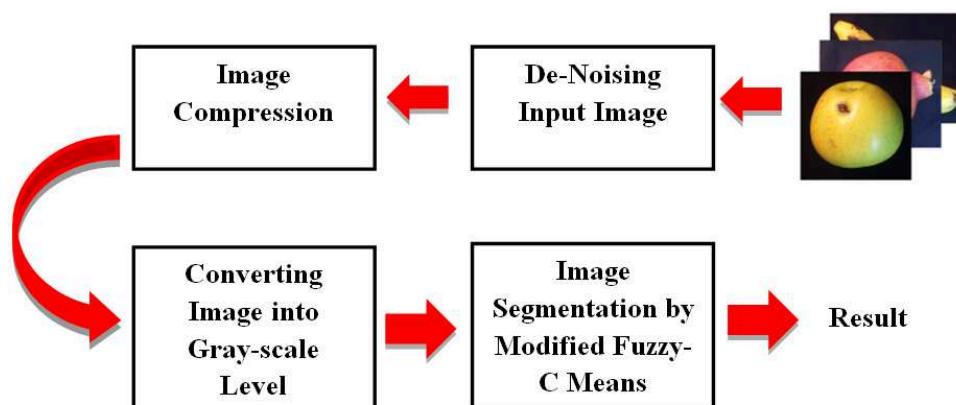 Image
Compression
De-Noising
Input Image
Converting
Image into
Gray-scale
Level
Image
Segmentation by
Modified Fuzzy-
C Means
Result